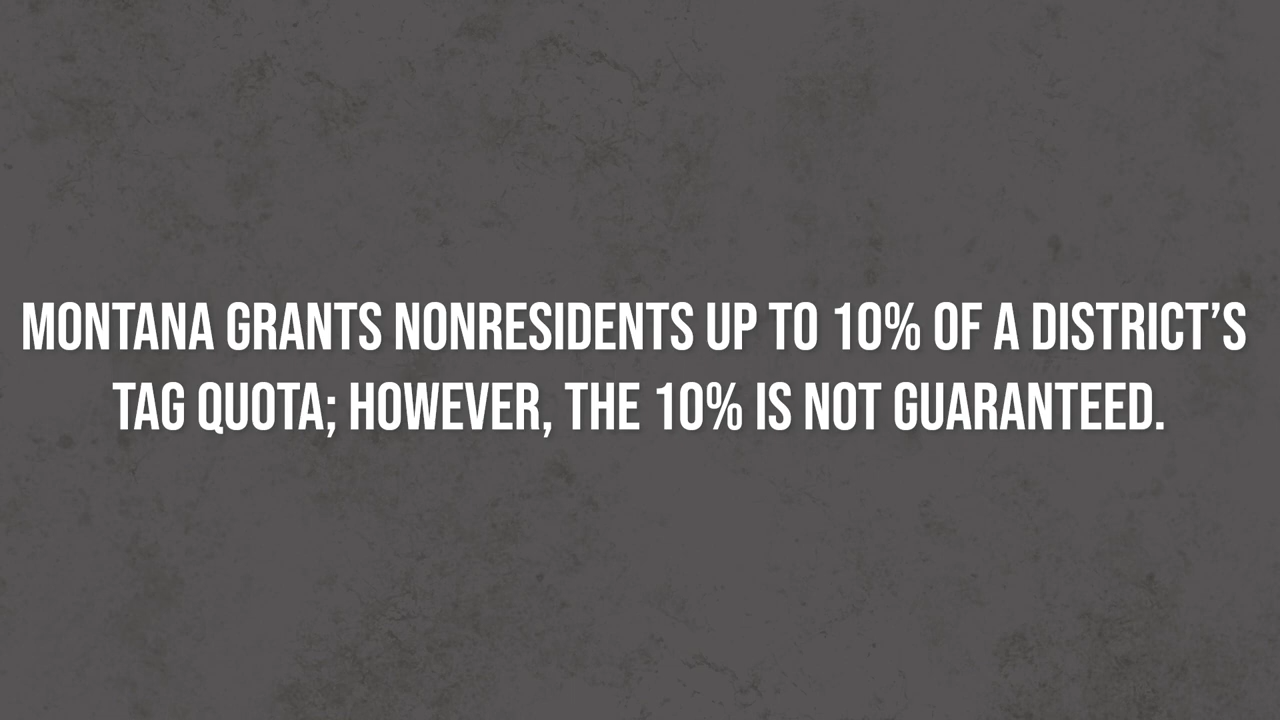 MONTANA GRANTS NONRESIDENTS UP TO 10% OF A DISTRICT’S
TAG QUOTA; HOWEVER, THE 10% IS NOT GUARANTEED.